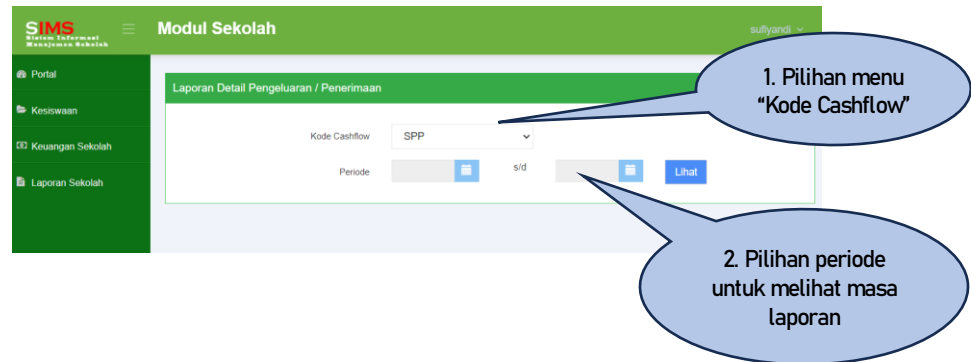 SIMS
Sistem Informasi
Manajemen Sekolah
Modul Sekolah
sufiyandi
Portal
Kesiswaan
Keuangan Sekolah
Laporan Sekolah
Laporan Detail Pengeluaran / Penerimaan
Kode Cashflow
SPP
Periode
s/d
Lihat
1. Pilihan menu
“Kode Cashflow”
2. Pilihan periode
untuk melihat masa
laporan